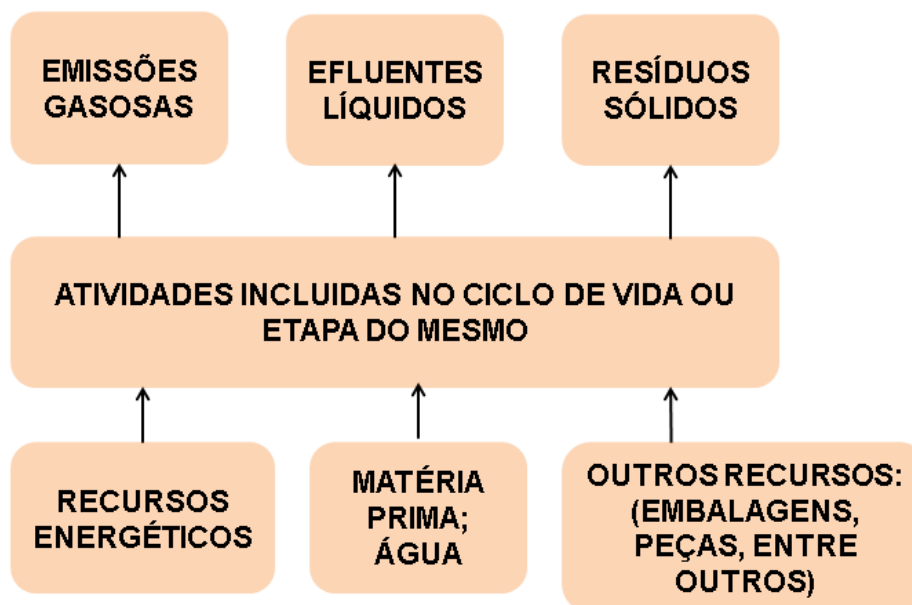 EMISSÕES
GASOSAS
EFLUENTES
LÍQUIDOS
RESÍDUOS
SÓLIDOS
ATIVIDADES INCLUIDAS NO CICLO DE VIDA OU
ETAPA DO MESMO
RECURSOS
ENERGÉTICOS
MATÉRIA
PRIMA;
ÁGUA
OUTROS RECURSOS:
(EMBALAGENS,
PEÇAS, ENTRE
OUTROS)